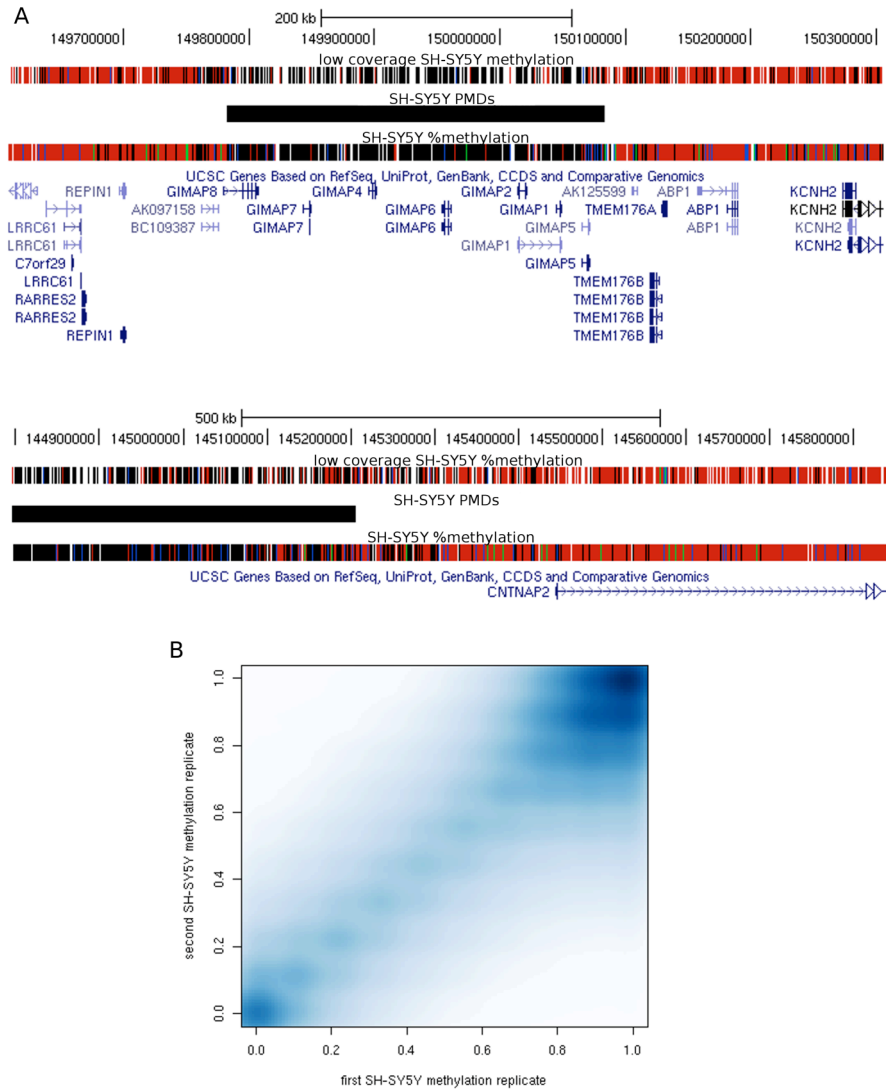 A
200 kb
149700000 149800000 149900000 150000000 150100000 150200000 150300000
low coverage SH-SY5Y methylation
SH-SY5Y PMDs
SH-SY5Y %methylation
UCSC Genes Based on RefSeq, UniProt, GenBank, CCDS and Comparative Genomics
REPIN1 GIMAP8 GIMAP4 GIMAP2 AK125599 ABP1 KCNH2
AK097158 GIMAP7 GIMAP6 GIMAP1 TMEM176A ABP1 KCNH2
LRRC61 BC109387 GIMAP7 GIMAP6 GIMAP5 ABP1 KCNH2
LRRC61 GIMAP1 KCNH2
C7orf29 GIMAP5
LRRC61 TMEM176B
RARRES2 TMEM176B
RARRES2 TMEM176B
REPIN1 TMEM176B
500 kb
144900000 145000000 145100000 145200000 145300000 145400000 145500000 145600000 145700000 145800000
low coverage SH-SY5Y %methylation
SH-SY5Y PMDs
SH-SY5Y %methylation
UCSC Genes Based on RefSeq, UniProt, GenBank, CCDS and Comparative Genomics
CNTNAP2
B
second SH-SY5Y methylation replicate
1.0
0.8
0.6
0.4
0.2
0.0
0.0 0.2 0.4 0.6 0.8 1.0
first SH-SY5Y methylation replicate